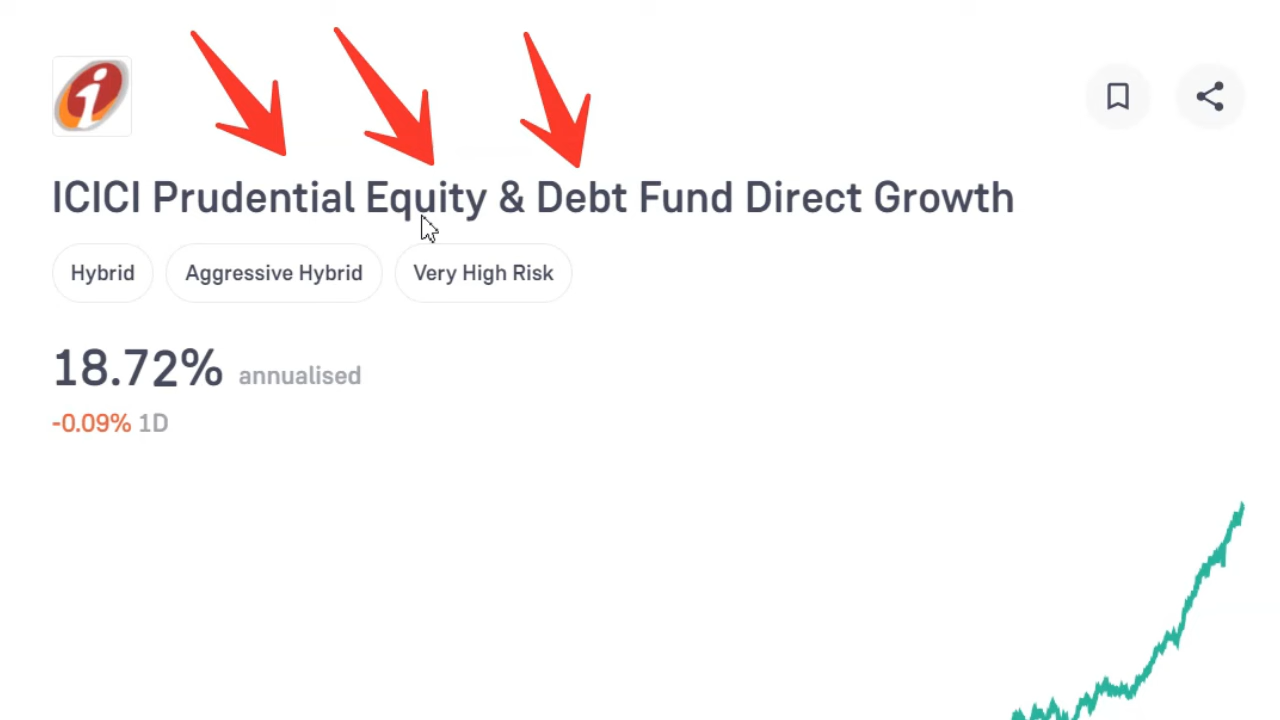 ICICI Prudential Equity & Debt Fund Direct Growth
Hybrid Aggressive Hybrid Very High Risk
18.72% annualised
-0.09% 1D